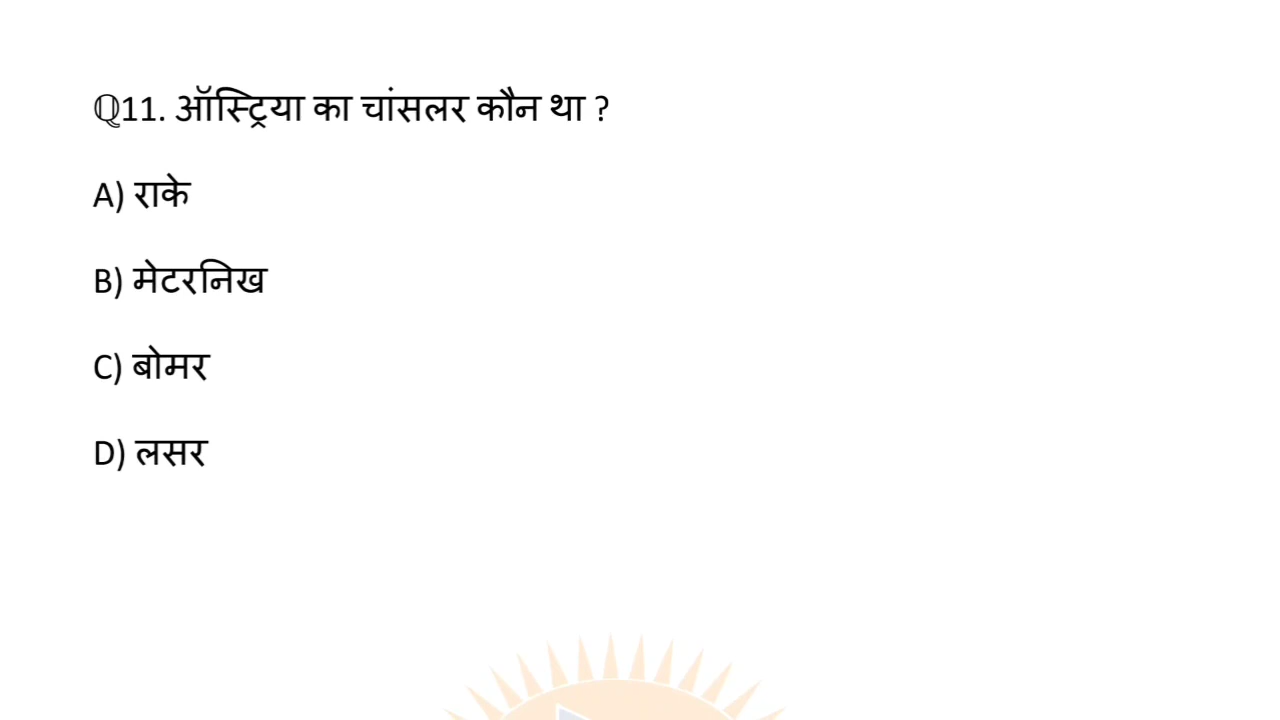 ℚ11. ऑस्ट्रिया का चांसलर कौन था ?
A) राके
B) मेटरनिख
C) बोमर
D) लसर